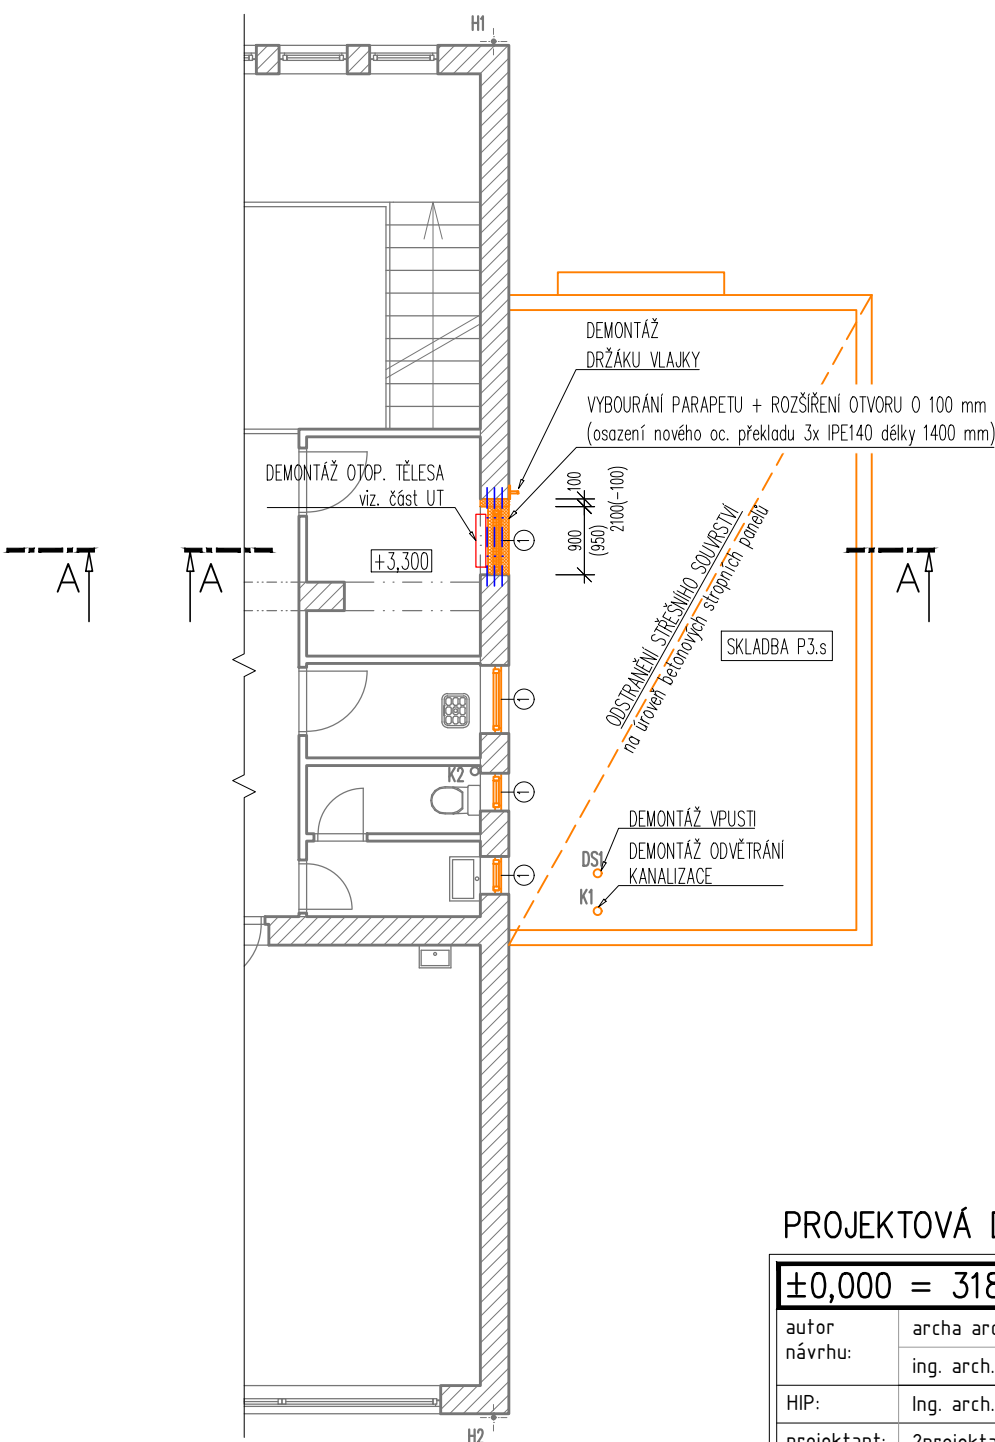 H1
DEMONTÁŽ
DRŽÁKU VLAJKY
VYBOURÁNÍ PARAPETU + ROZŠÍŘENÍ OTVORU O 100 mm
(osazení nového oc. překladu 3x IPE140 délky 1400 mm)
DEMONTÁŽ OTOP. TĚLESA
viz. část UT
100
900
(950)
2100(-100)
1
+3,300
A
A
A
ODSTRANĚNÍ STŘEŠNÍHO SOUVRSTVÍ
na úroveň betonových stropních panelů
SKLADBA P3.s
1
K2
1
DEMONTÁŽ VPUSTI
DS1
DEMONTÁŽ ODVĚTRÁNÍ
KANALIZACE
K1
1
PROJEKTOVÁ
±0,000 = 318
autor
návrhu:
archa
ing. arch.
HIP:
Ing. arch.
projektant:
H2